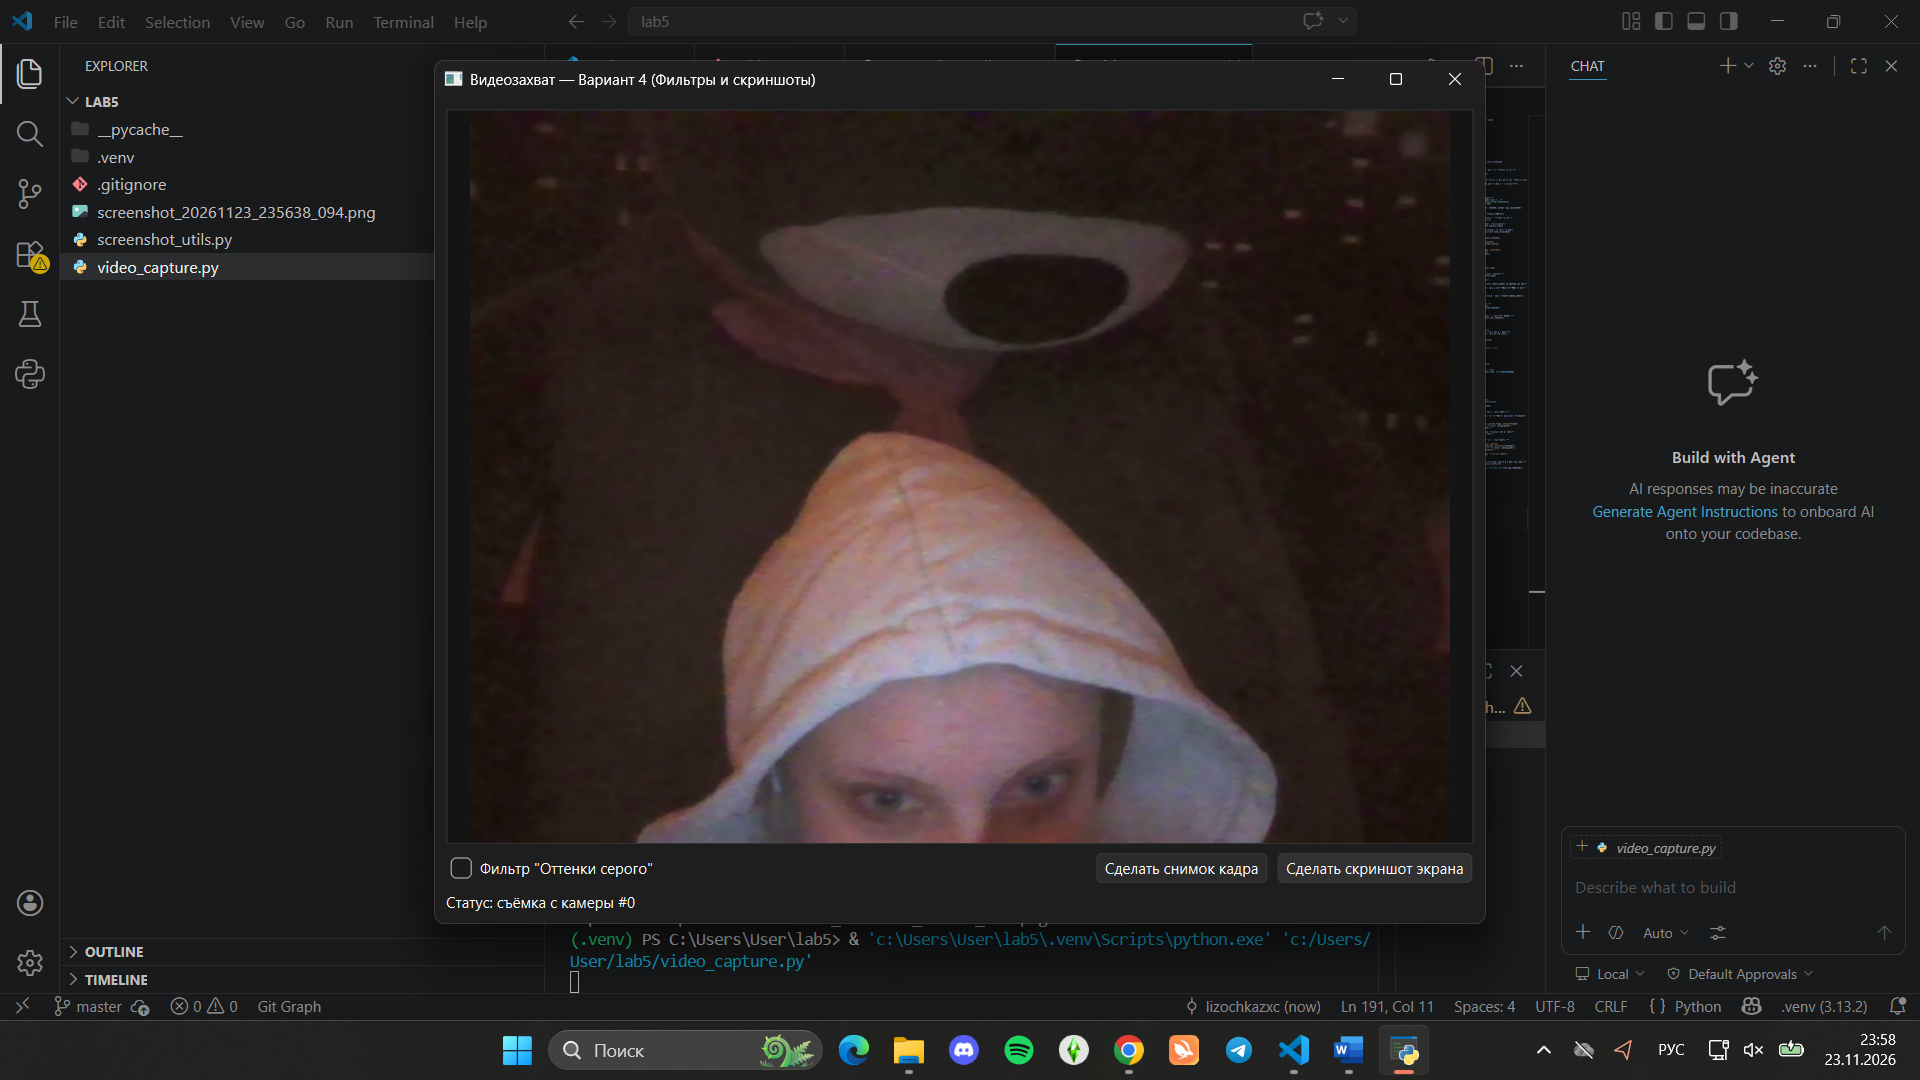 File Edit Selection View Go Run Terminal Help
lab5
EXPLORER
LAB5
__pycache__
.venv
.gitignore
screenshot_20261123_235638_094.png
screenshot_utils.py
video_capture.py
OUTLINE
TIMELINE
Видеозахват — Вариант 4 (Фильтры и скриншоты)
Фильтр "Оттенки серого"
Сделать снимок кадра
Сделать скриншот экрана
Статус: съёмка с камеры #0
(.venv) PS C:\Users\User\lab5> & 'c:\Users\User\lab5\.venv\Scripts\python.exe' 'c:/Users/
User/lab5/video_capture.py'
CHAT
Build with Agent
AI responses may be inaccurate
Generate Agent Instructions to onboard AI
onto your codebase.
video_capture.py
Describe what to build
Auto
Local
Default Approvals
master
0 0
Git Graph
lizochkazxc (now)
Ln 191, Col 11
Spaces: 4
UTF-8
CRLF
{ } Python
.venv (3.13.2)
Поиск
РУС
23:58
23.11.2026